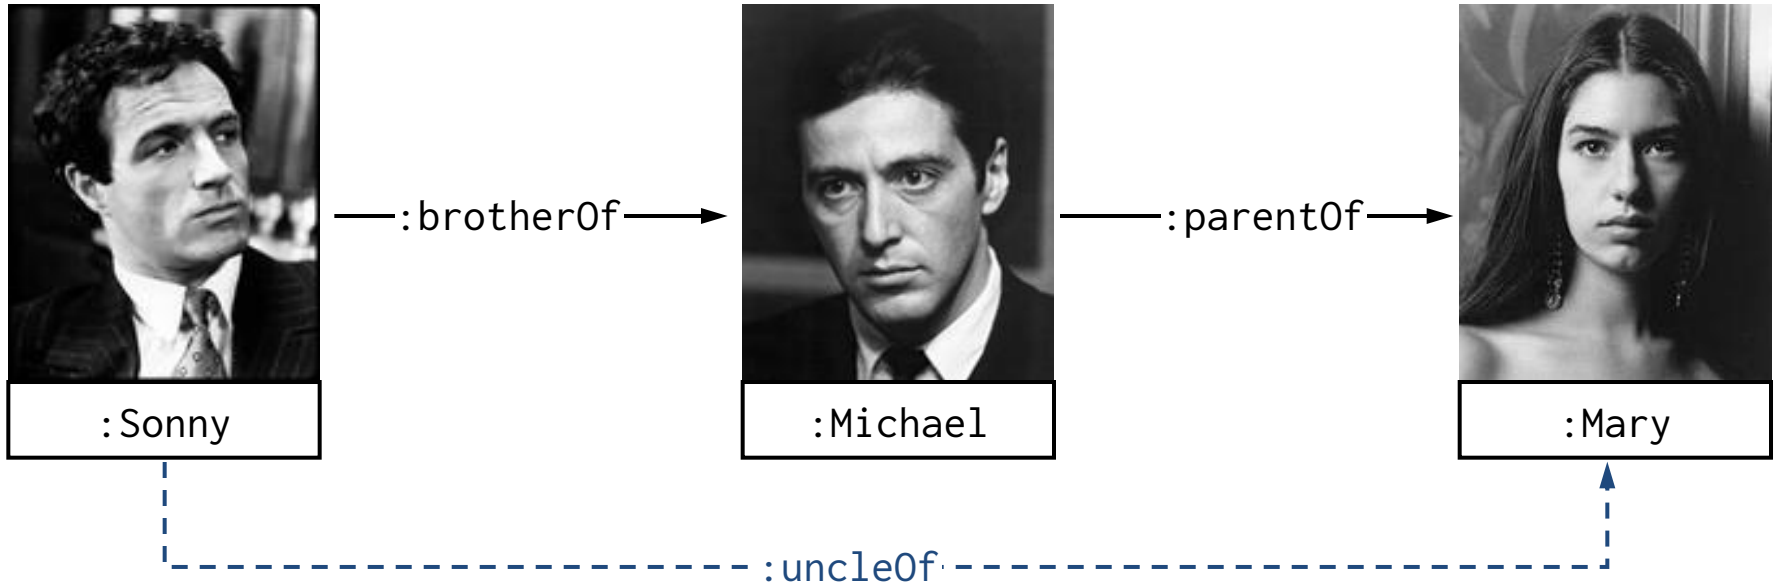 :brotherOf
:parentOf
:Sonny
:Michael
:Mary
:uncleOf